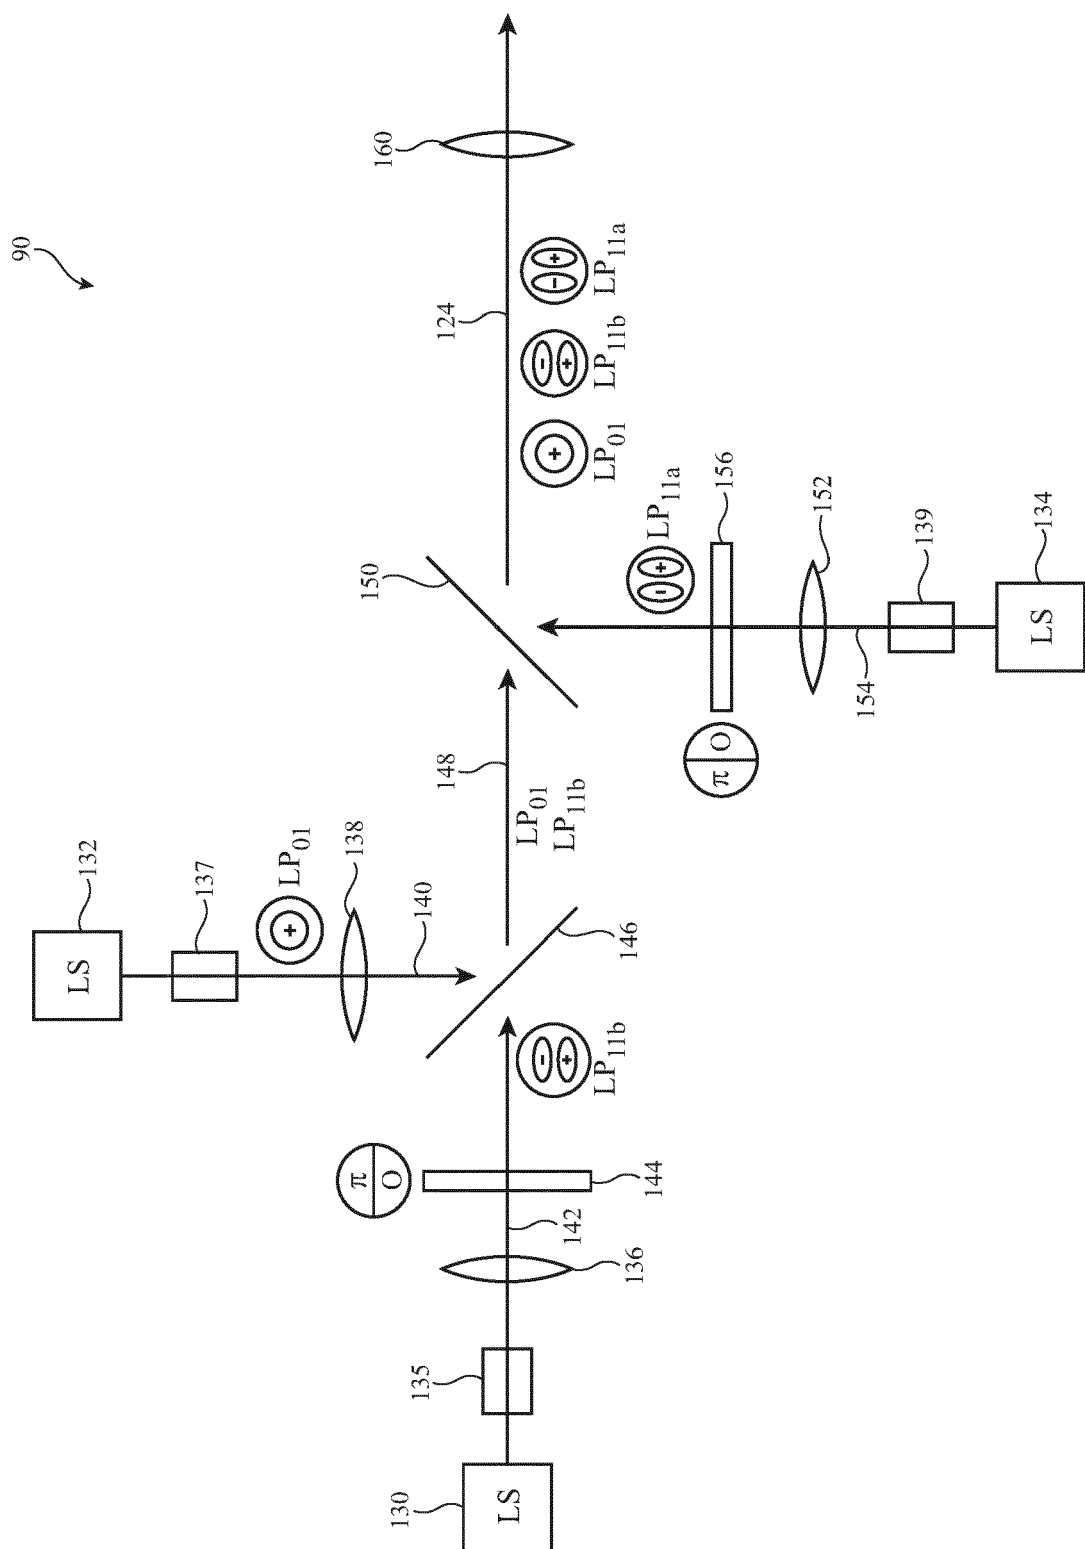 90
132
LS
137
LP01
+
138
140
π
O
160
150
130
135
124
148
LS
LP01
LP11b
-
+
LP11b
+
LP01
-
+
LP11b
- +
LP11a
142
136
144
146
- +
LP11a
π O
156
152
154
139
134
LS